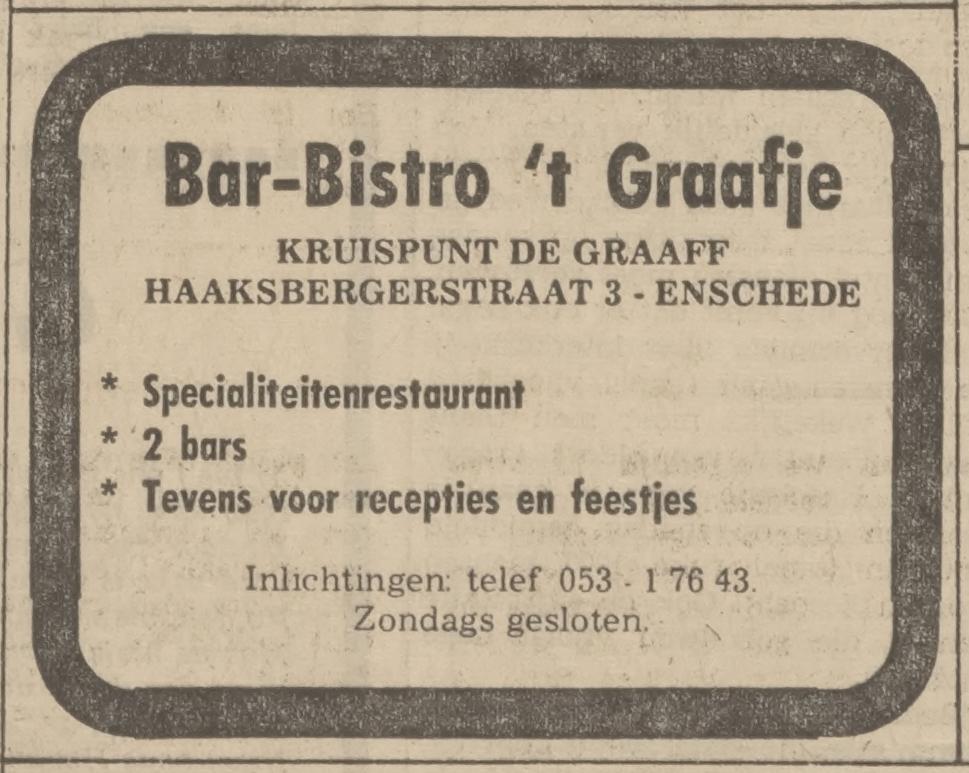 Bar-Bistro 't Graafje
KRUISPUNT DE GRAAFF
HAAKSBERGERSTRAAT 3 - ENSCHEDE
* Specialiteitenrestaurant
* 2 bars
* Tevens voor recepties en feestjes
Inlichtingen: telef 053 - 1 76 43.
Zondags gesloten.